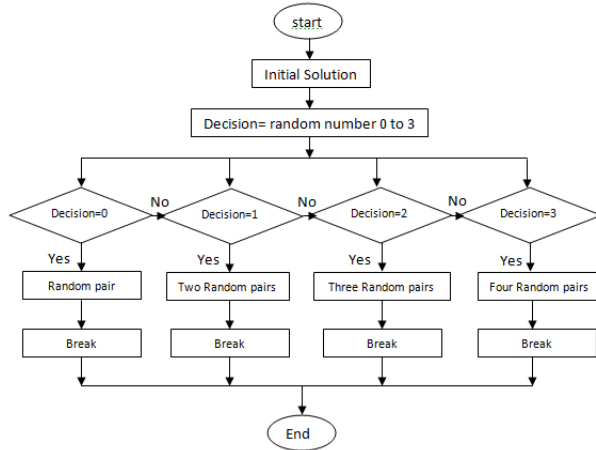 start
Initial Solution
Decision= random number 0 to 3
Decision=0
No
Decision=1
No
Decision=2
No
Decision=3
Yes
Yes
Yes
Yes
Random pair
Two Random pairs
Three Random pairs
Four Random pairs
Break
Break
Break
Break
End